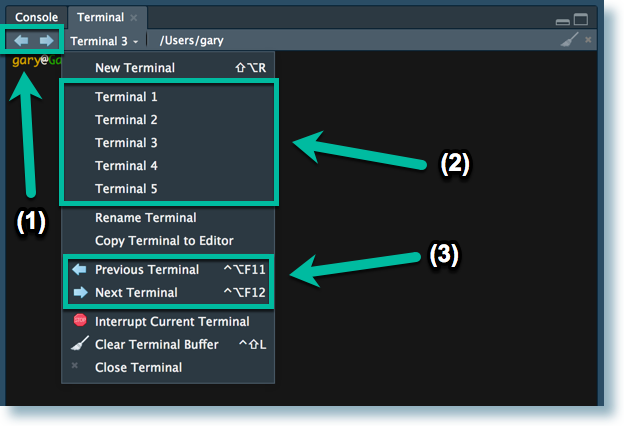 Console Terminal ×
Terminal 3 /Users/gary
gary@Ga
New Terminal ⇧⌥R
Terminal 1
Terminal 2
Terminal 3
Terminal 4
Terminal 5
(2)
(1)
Rename Terminal
Copy Terminal to Editor
(3)
Previous Terminal ^⌥F11
Next Terminal ^⌥F12
STOP Interrupt Current Terminal
Clear Terminal Buffer ^⇧L
× Close Terminal